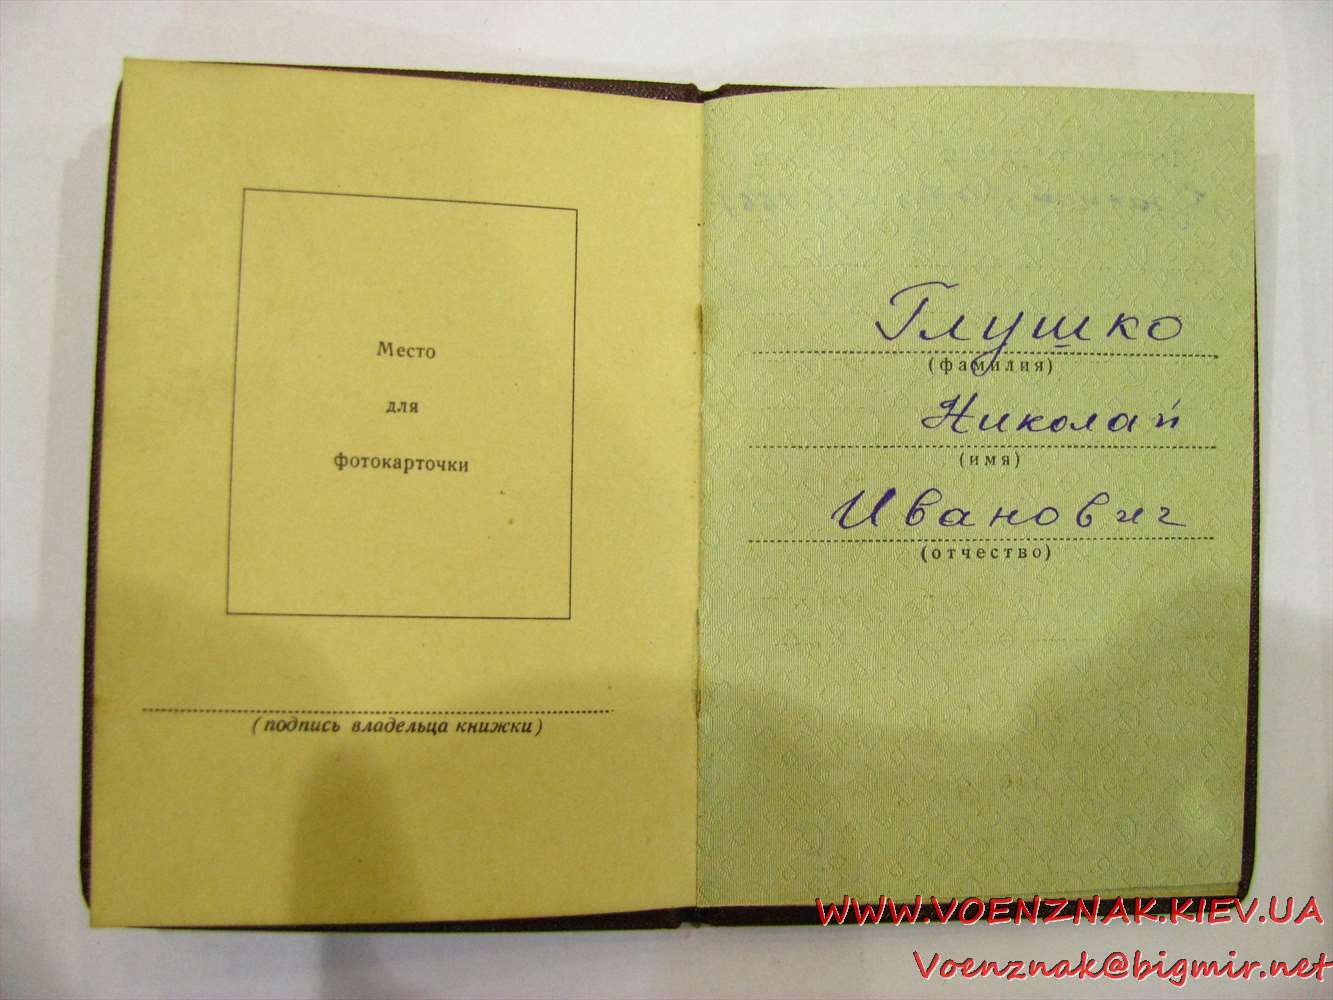 Место
для
фотокарточки
(подпись владельца книжки)
Глушко
(фамилия)
Николай
(имя)
Иванович
(отчество)
WWW.VOENZNAK.KIEV.UA
Voenznak@bigmir.net